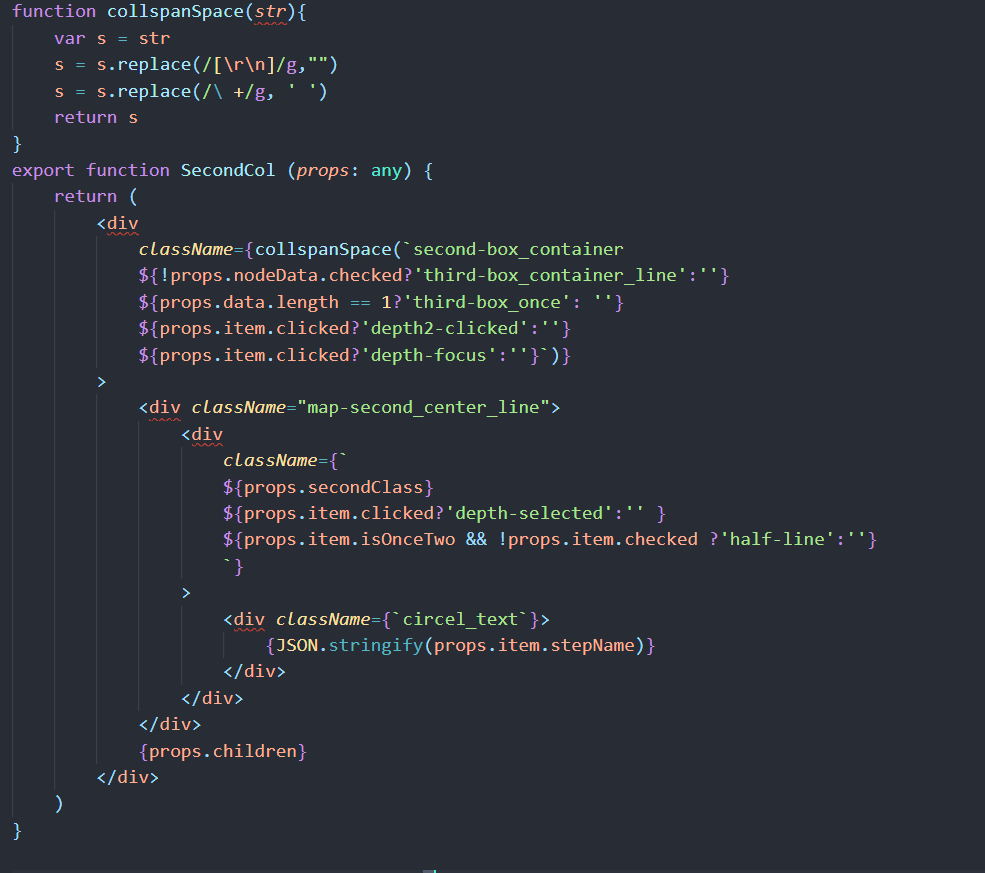 function collspanSpace(str){
    var s = str
    s = s.replace(/[\r\n]/g,"")
    s = s.replace(/\ +/g, ' ')
    return s
}
export function SecondCol (props: any) {
    return (
        <div
            className={collspanSpace(`second-box_container
            ${!props.nodeData.checked?'third-box_container_line':''}
            ${props.data.length == 1?'third-box_once': ''}
            ${props.item.clicked?'depth2-clicked':''}
            ${props.item.clicked?'depth-focus':''}`)}
        >
            <div className="map-second_center_line">
                <div
                    className={`
                    ${props.secondClass}
                    ${props.item.clicked?'depth-selected':'' }
                    ${props.item.isOnceTwo && !props.item.checked ?'half-line':''}
                    `}
                >
                    <div className={`circel_text`}>
                        {JSON.stringify(props.item.stepName)}
                    </div>
                </div>
            </div>
            {props.children}
        </div>
    )
}